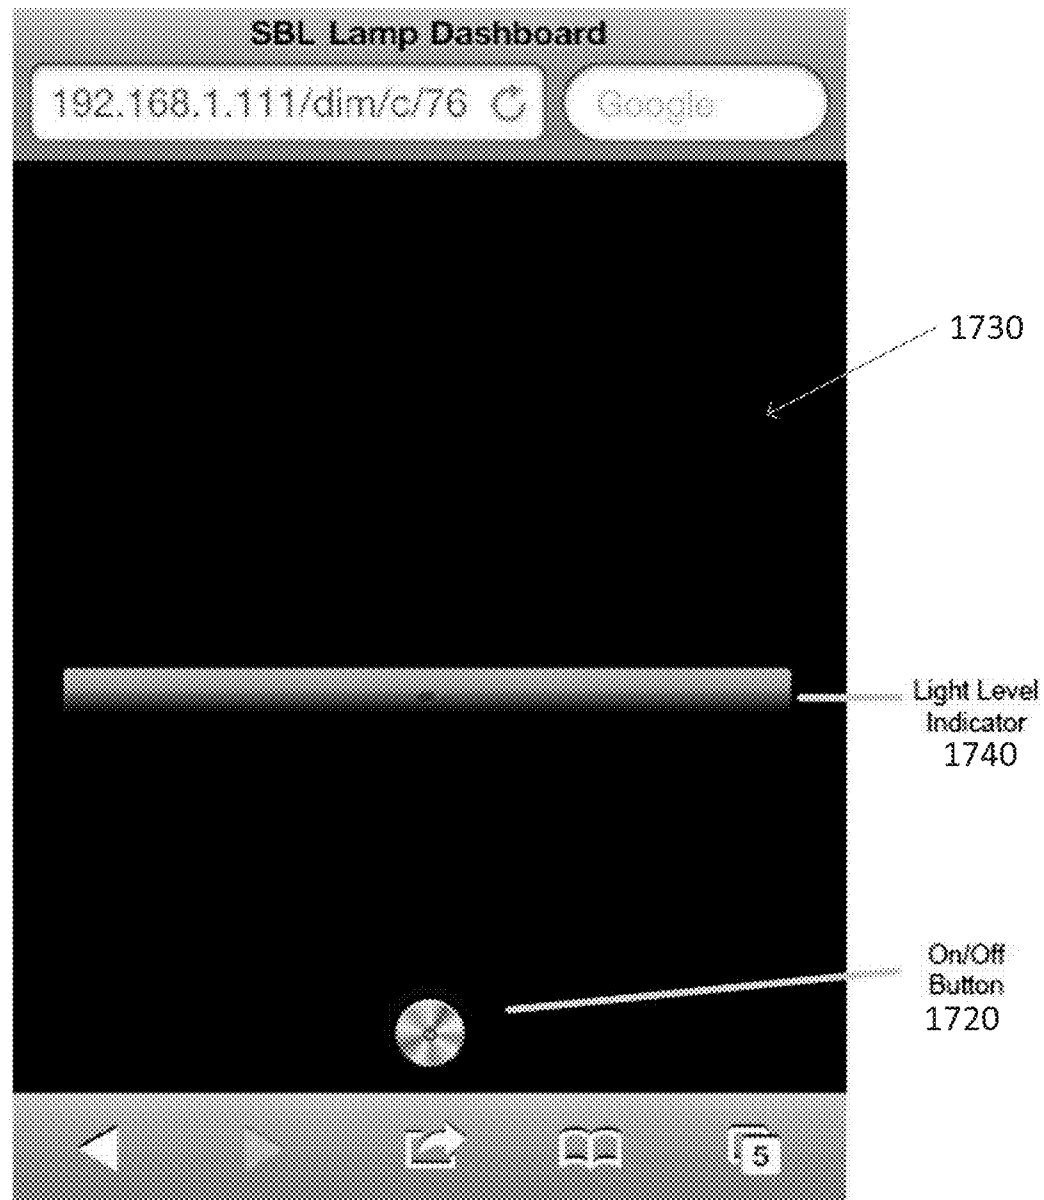 SBL Lamp Dashboard
192.168.1.111/dim/c/76
Google
1730
Light Level
Indicator
1740
On/Off
Button
1720
5